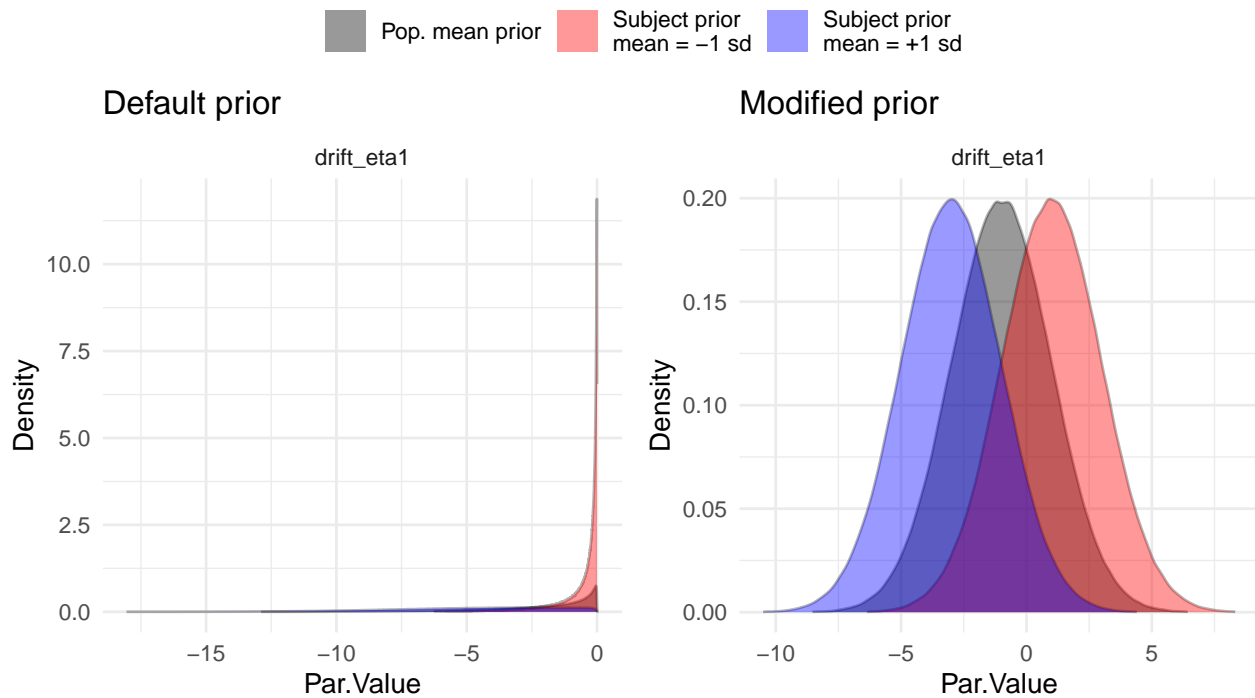 Pop. mean prior
Subject prior
mean = −1 sd
Subject prior
mean = +1 sd
Default prior
drift_eta1
Density
10.0
7.5
5.0
2.5
0.0
−15
−10
−5
0
Par.Value
Modified prior
drift_eta1
Density
0.20
0.15
0.10
0.05
0.00
−10
−5
0
5
Par.Value